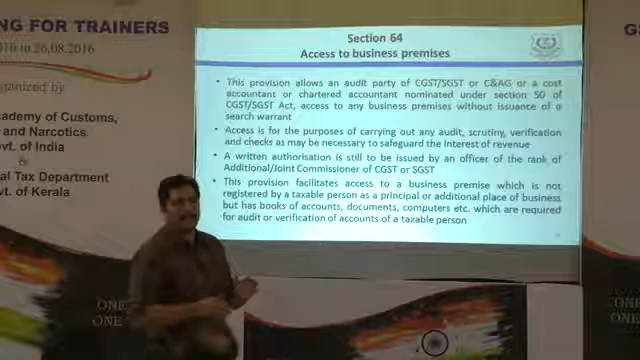 NG FOR TRAINERS
2016 to 26.08.2016
rganized by
cademy of Customs,
and Narcotics
ovt. of India
&
al Tax Department
vt. of Kerala
ONE
ONE
Section 64
Access to business premises
• This provision allows an audit party of CGST/SGST or C&AG or a cost
accountant or chartered accountant nominated under section 50 of
CGST/SGST Act, access to any business premises without issuance of a
search warrant
• Access is for the purposes of carrying out any audit, scrutiny, verification
and checks as may be necessary to safeguard the interest of revenue
• A written authorisation is still to be issued by an officer of the rank of
Additional/Joint Commissioner of CGST or SGST
• This provision facilitates access to a business premise which is not
registered by a taxable person as a principal or additional place of business
but has books of accounts, documents, computers etc. which are required
for audit or verification of accounts of a taxable person
G
ON
ONE